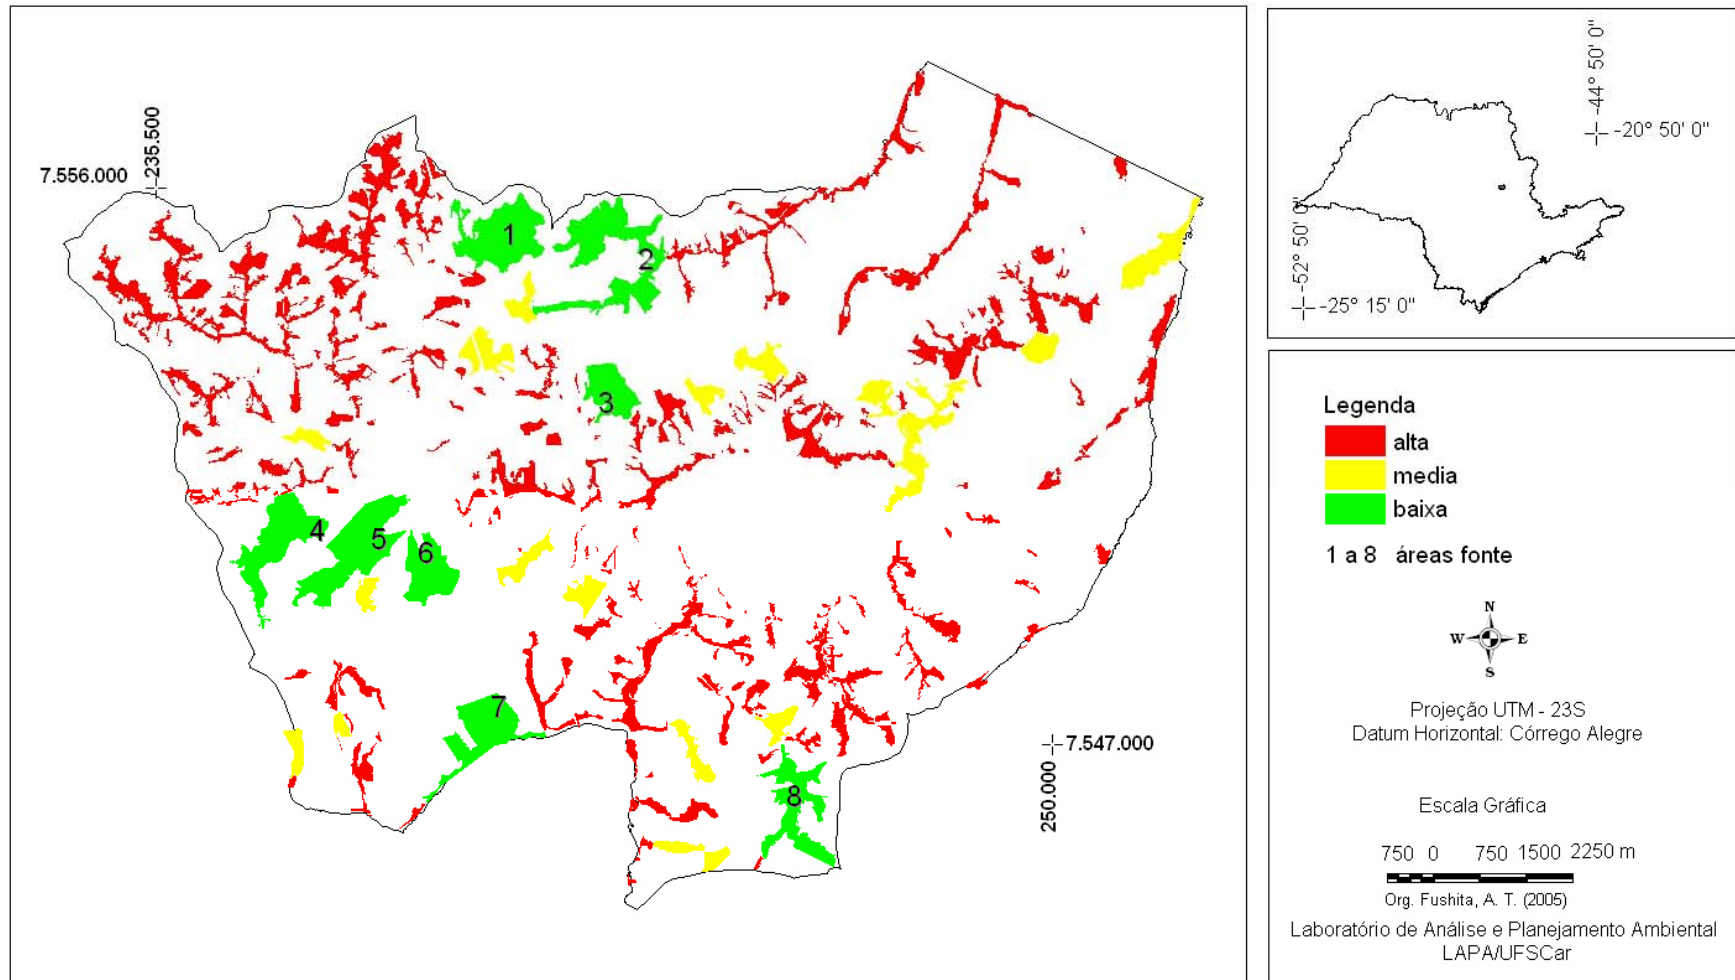 7.556.000
235.500
1
2
3
4
5
6
7
8
7.547.000
250.000
-44° 50' 0"
-20° 50' 0"
-52° 50' 0"
-25° 15' 0"
Legenda
alta
media
baixa
1 a 8 áreas fonte
N
W E
S
Projeção UTM - 23S
Datum Horizontal: Córrego Alegre
Escala Gráfica
750 0 750 1500 2250 m
Org. Fushita, A. T. (2005)
Laboratório de Análise e Planejamento Ambiental
LAPA/UFSCar